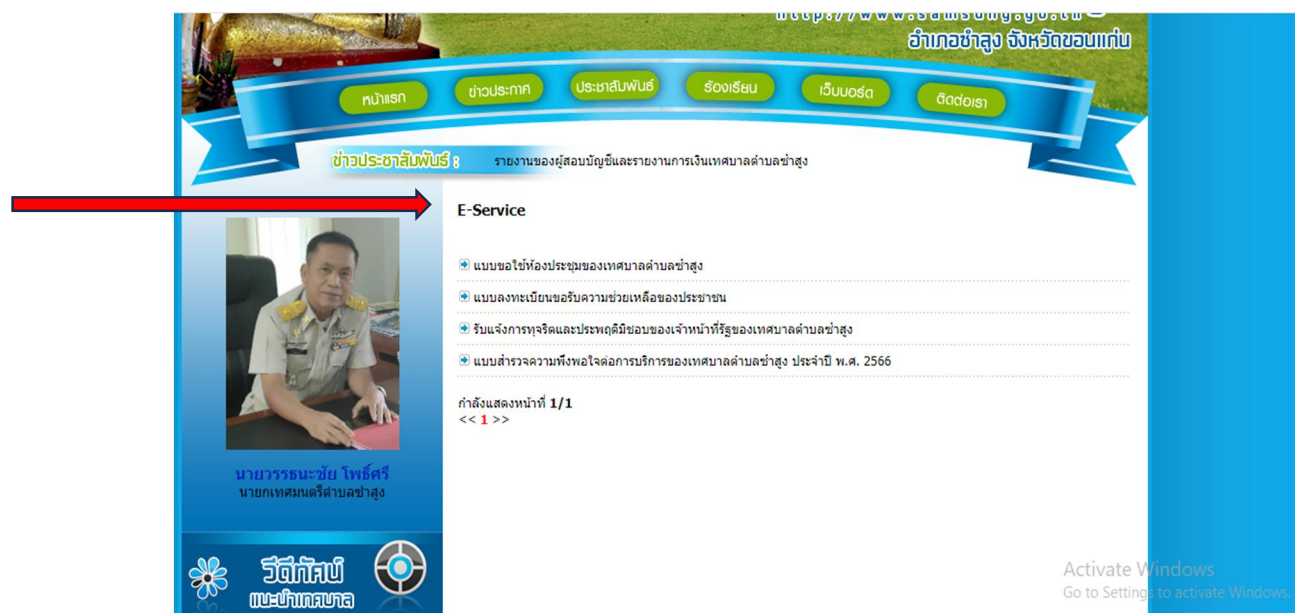 อำเภอซำสูง จังหวัดขอนแก่น
หน้าแรก
ข่าวประกาศ
ประชาสัมพันธ์
ร้องเรียน
เว็บบอร์ด
ติดต่อเรา
ข่าวประชาสัมพันธ์ :
รายงานของผู้สอบบัญชีและรายงานการเงินเทศบาลตำบลซำสูง
E-Service
แบบขอใช้ห้องประชุมของเทศบาลตำบลซำสูง
แบบลงทะเบียนขอรับความช่วยเหลือของประชาชน
รับแจ้งการทุจริตและประพฤติมิชอบของเจ้าหน้าที่รัฐของเทศบาลตำบลซำสูง
แบบสำรวจความพึงพอใจต่อการบริการของเทศบาลตำบลซำสูง ประจำปี พ.ศ. 2566
กำลังแสดงหน้าที่ 1/1
<< 1 >>
นายวรรธนะชัย โพธิ์ศรี
นายกเทศมนตรีตำบลซำสูง
วีดีทัศน์
แนะนำเทศบาล
Activate Windows
Go to Settings to activate Windows.